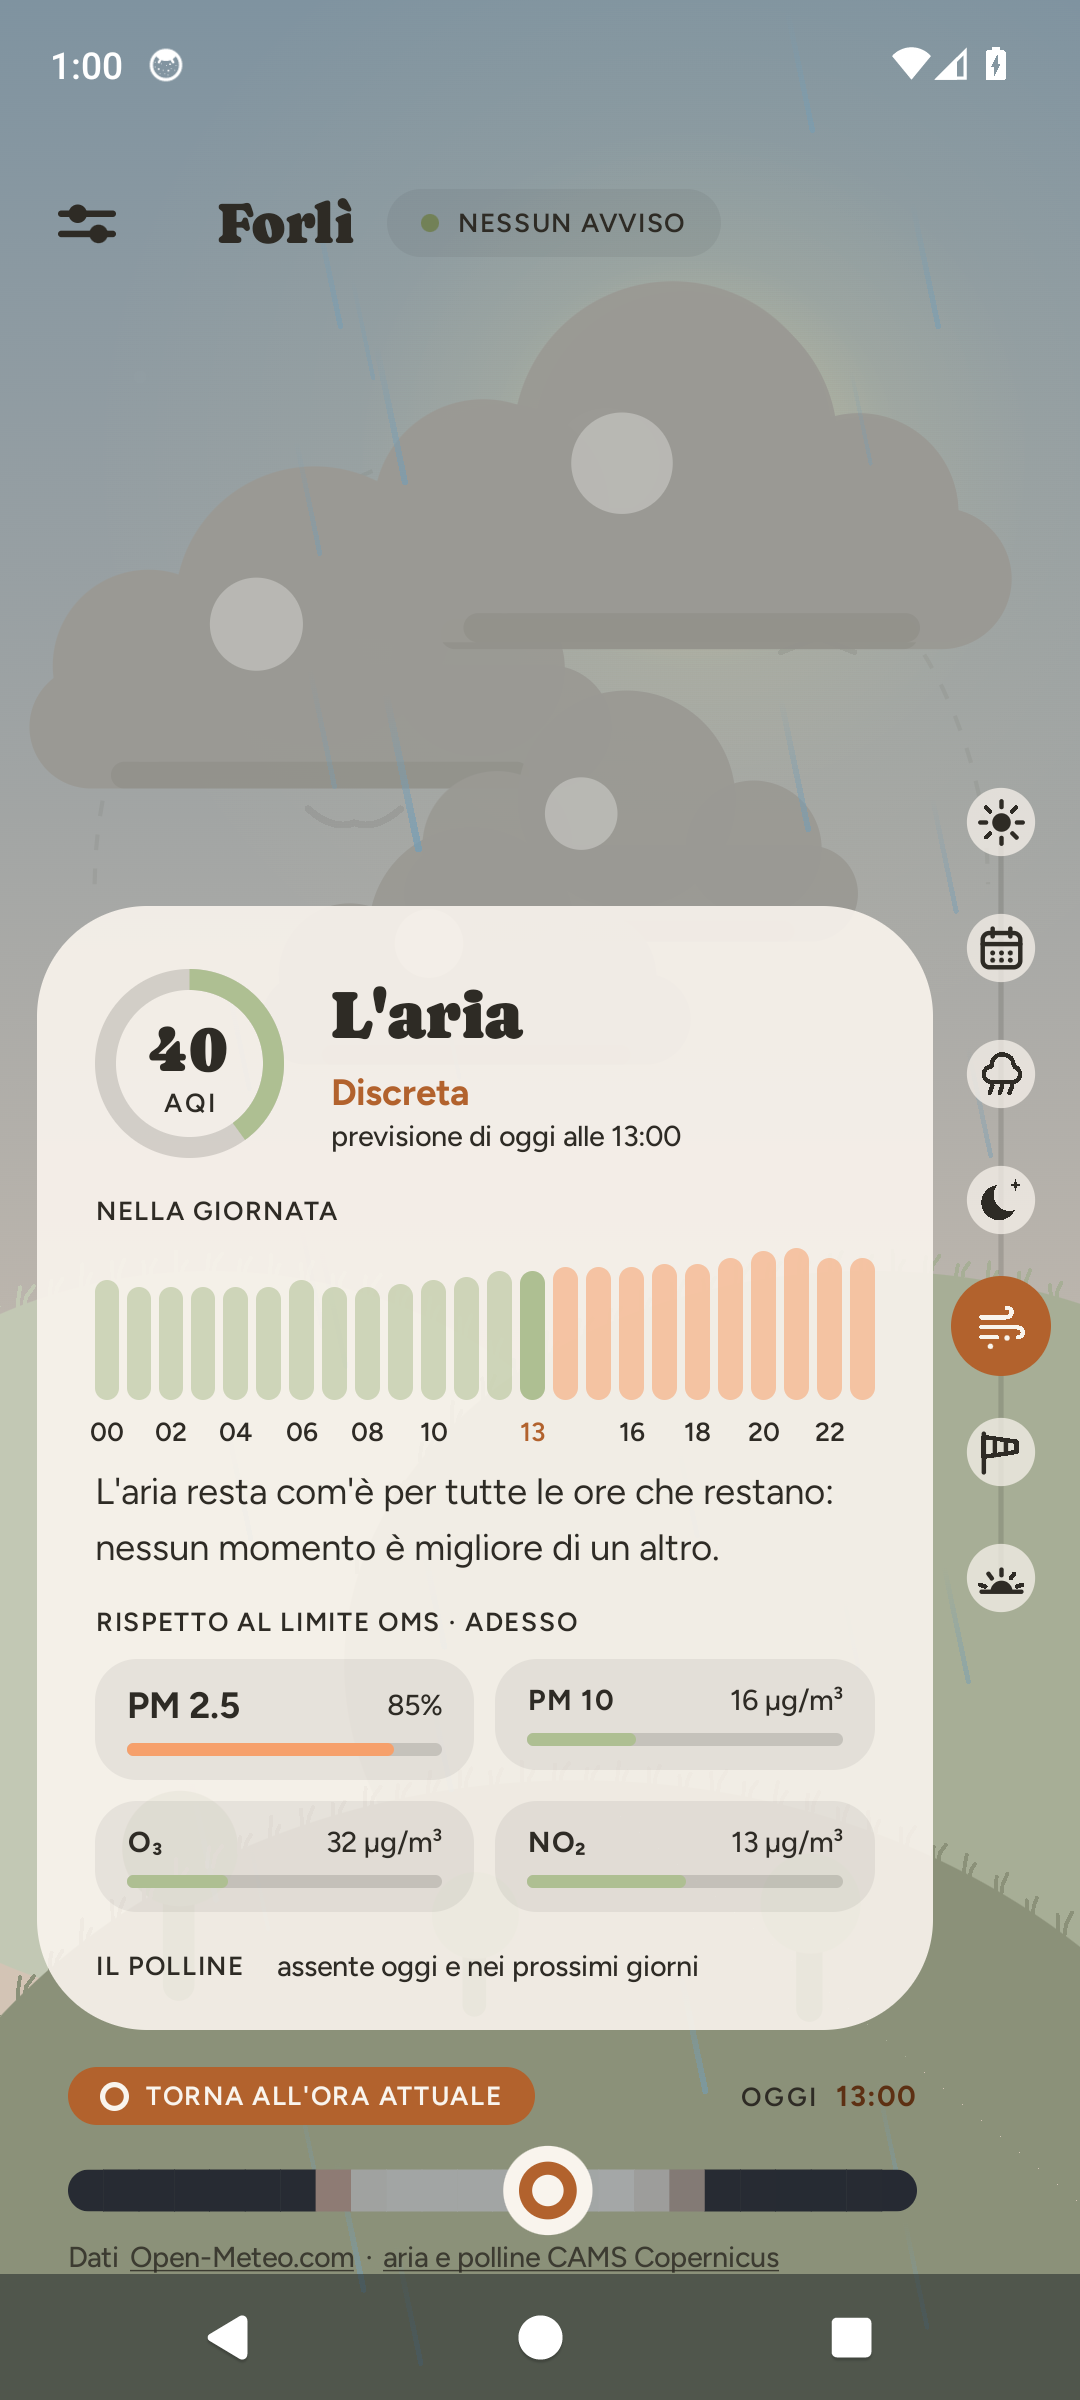 1:00
Forlì
NESSUN AVVISO
40
AQI
L'aria
Discreta
previsione di oggi alle 13:00
NELLA GIORNATA
00 02 04 06 08 10 13 16 18 20 22
L'aria resta com'è per tutte le ore che restano:
nessun momento è migliore di un altro.
RISPETTO AL LIMITE OMS · ADESSO
PM 2.5 85%
PM 10 16 µg/m³
O₃ 32 µg/m³
NO₂ 13 µg/m³
IL POLLINE assente oggi e nei prossimi giorni
TORNA ALL'ORA ATTUALE
OGGI 13:00
Dati Open-Meteo.com · aria e polline CAMS Copernicus